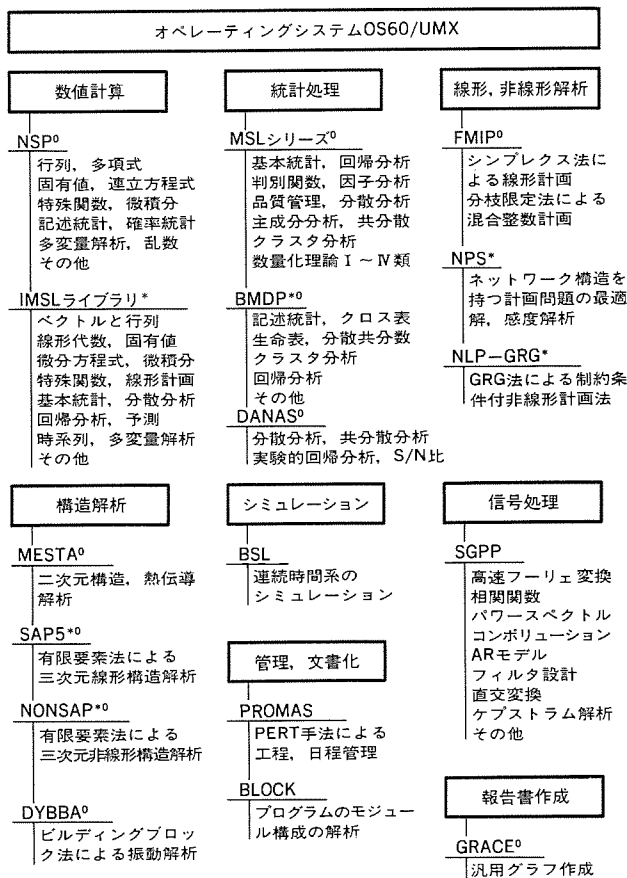 オペレーティングシステムOS60/UMX
数値計算
NSP⁰
行列, 多項式
固有値, 連立方程式
特殊関数, 微積分
記述統計, 確率統計
多変量解析, 乱数
その他
IMSLライブラリ*
ベクトルと行列
線形代数, 固有値
微分方程式, 微積分
特殊関数, 線形計画
基本統計, 分散分析
回帰分析, 予測
時系列, 多変量解析
その他
統計処理
MSLシリーズ⁰
基本統計, 回帰分析
判別関数, 因子分析
品質管理, 分散分析
主成分分析, 共分散
クラスタ分析
数量化理論Ⅰ～Ⅳ類
BMDP*⁰
記述統計, クロス表
生命表, 分散共分数
クラスタ分析
回帰分析
その他
DANAS⁰
分散分析, 共分散分析
実験的回帰分析, S/N比
線形, 非線形解析
FMIP⁰
シンプレクス法に
よる線形計画
分枝限定法による
混合整数計画
NPS*
ネットワーク構造を
持つ計画問題の最適
解, 感度解析
NLP－GRG*
GRG法による制約条
件付非線形計画法
構造解析
MESTA⁰
二次元構造, 熱伝導
解析
SAP5*⁰
有限要素法による
三次元線形構造解析
NONSAP*⁰
有限要素法による
三次元非線形構造解析
DYBBA⁰
ビルディングブロッ
ク法による振動解析
シミュレーション
BSL
連続時間系の
シミュレーション
管理, 文書化
PROMAS
PERT手法による
工程, 日程管理
BLOCK
プログラムのモジュー
ル構成の解析
信号処理
SGPP
高速フーリェ変換
相関関数
パワースペクトル
コンボリューション
ARモデル
フィルタ設計
直交変換
ケプストラム解析
その他
報告書作成
GRACE⁰
汎用グラフ作成